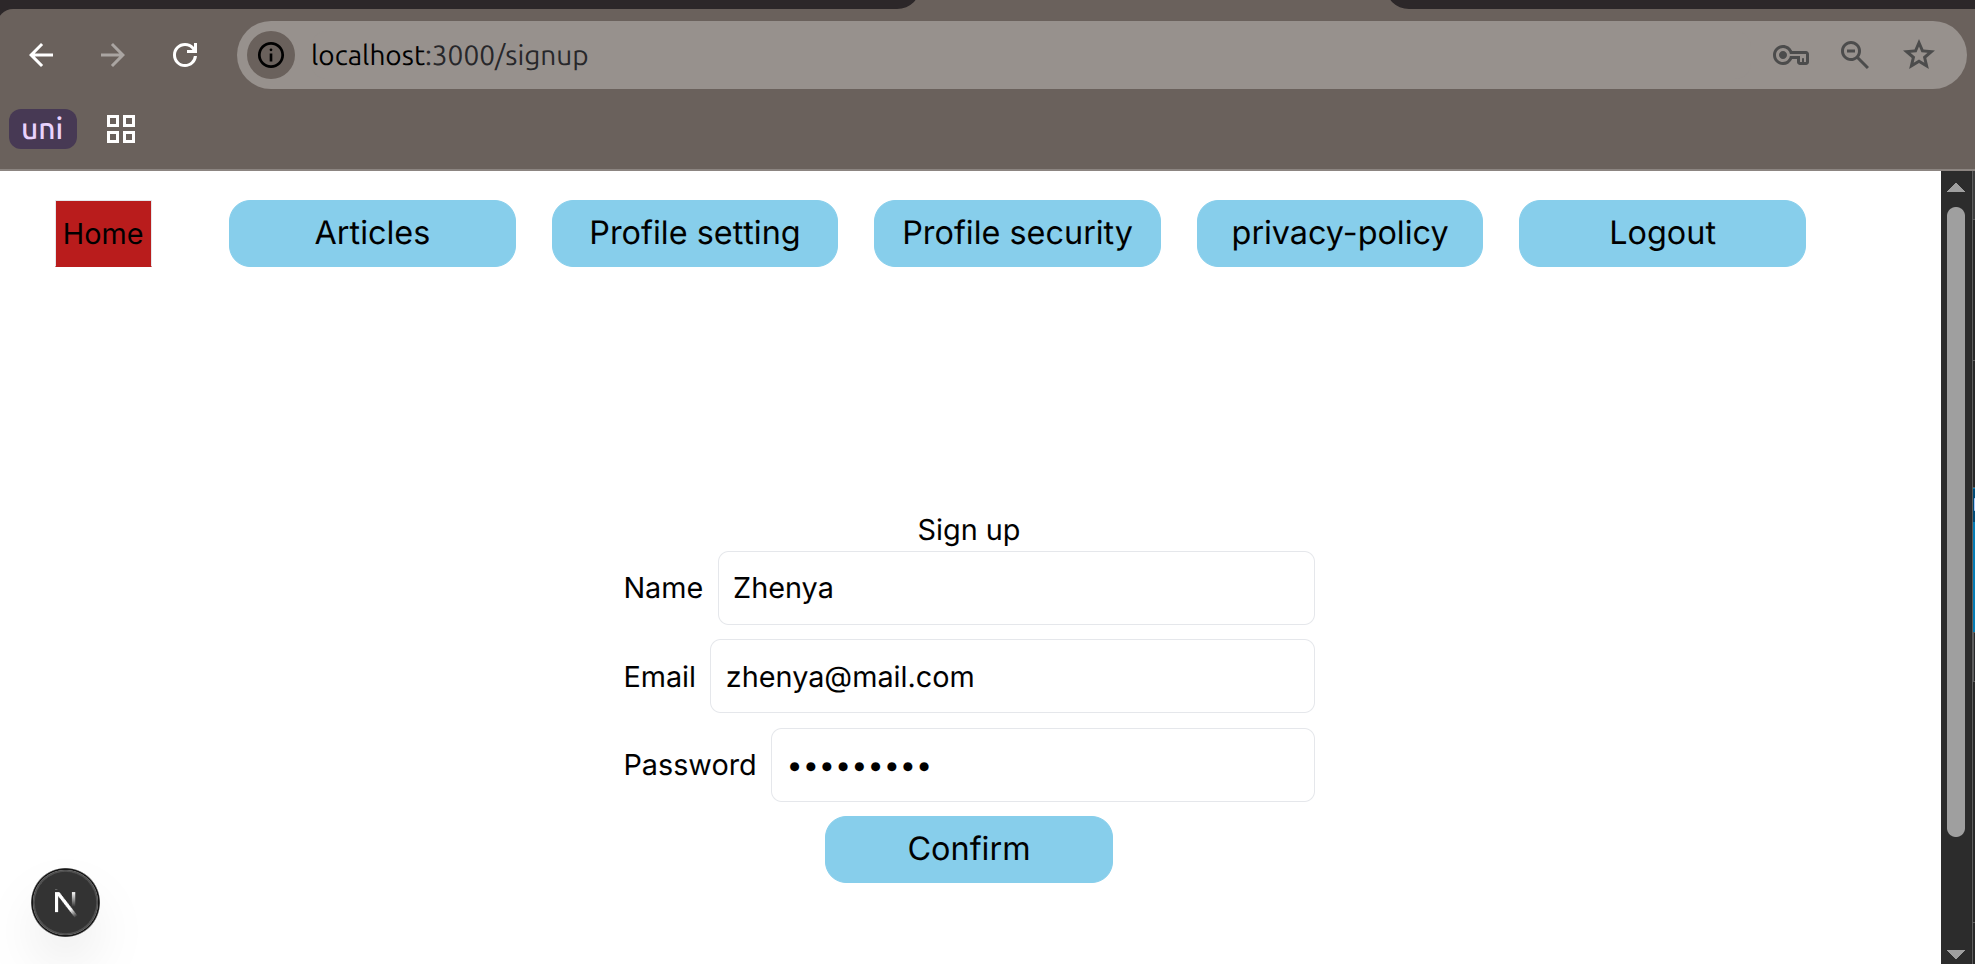 localhost:3000/signup
uni
Home Articles Profile setting Profile security privacy-policy Logout
Sign up
Name Zhenya
Email zhenya@mail.com
Password •••••••••
Confirm
N